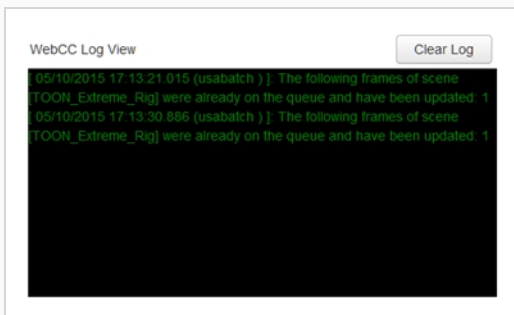 WebCC Log View
Clear Log
[ 05/10/2015 17:13:21.015 (usabatch ) ]: The following frames of scene
[TOON_Extreme_Rig] were already on the queue and have been updated: 1
[ 05/10/2015 17:13:30.886 (usabatch ) ]: The following frames of scene
[TOON_Extreme_Rig] were already on the queue and have been updated: 1